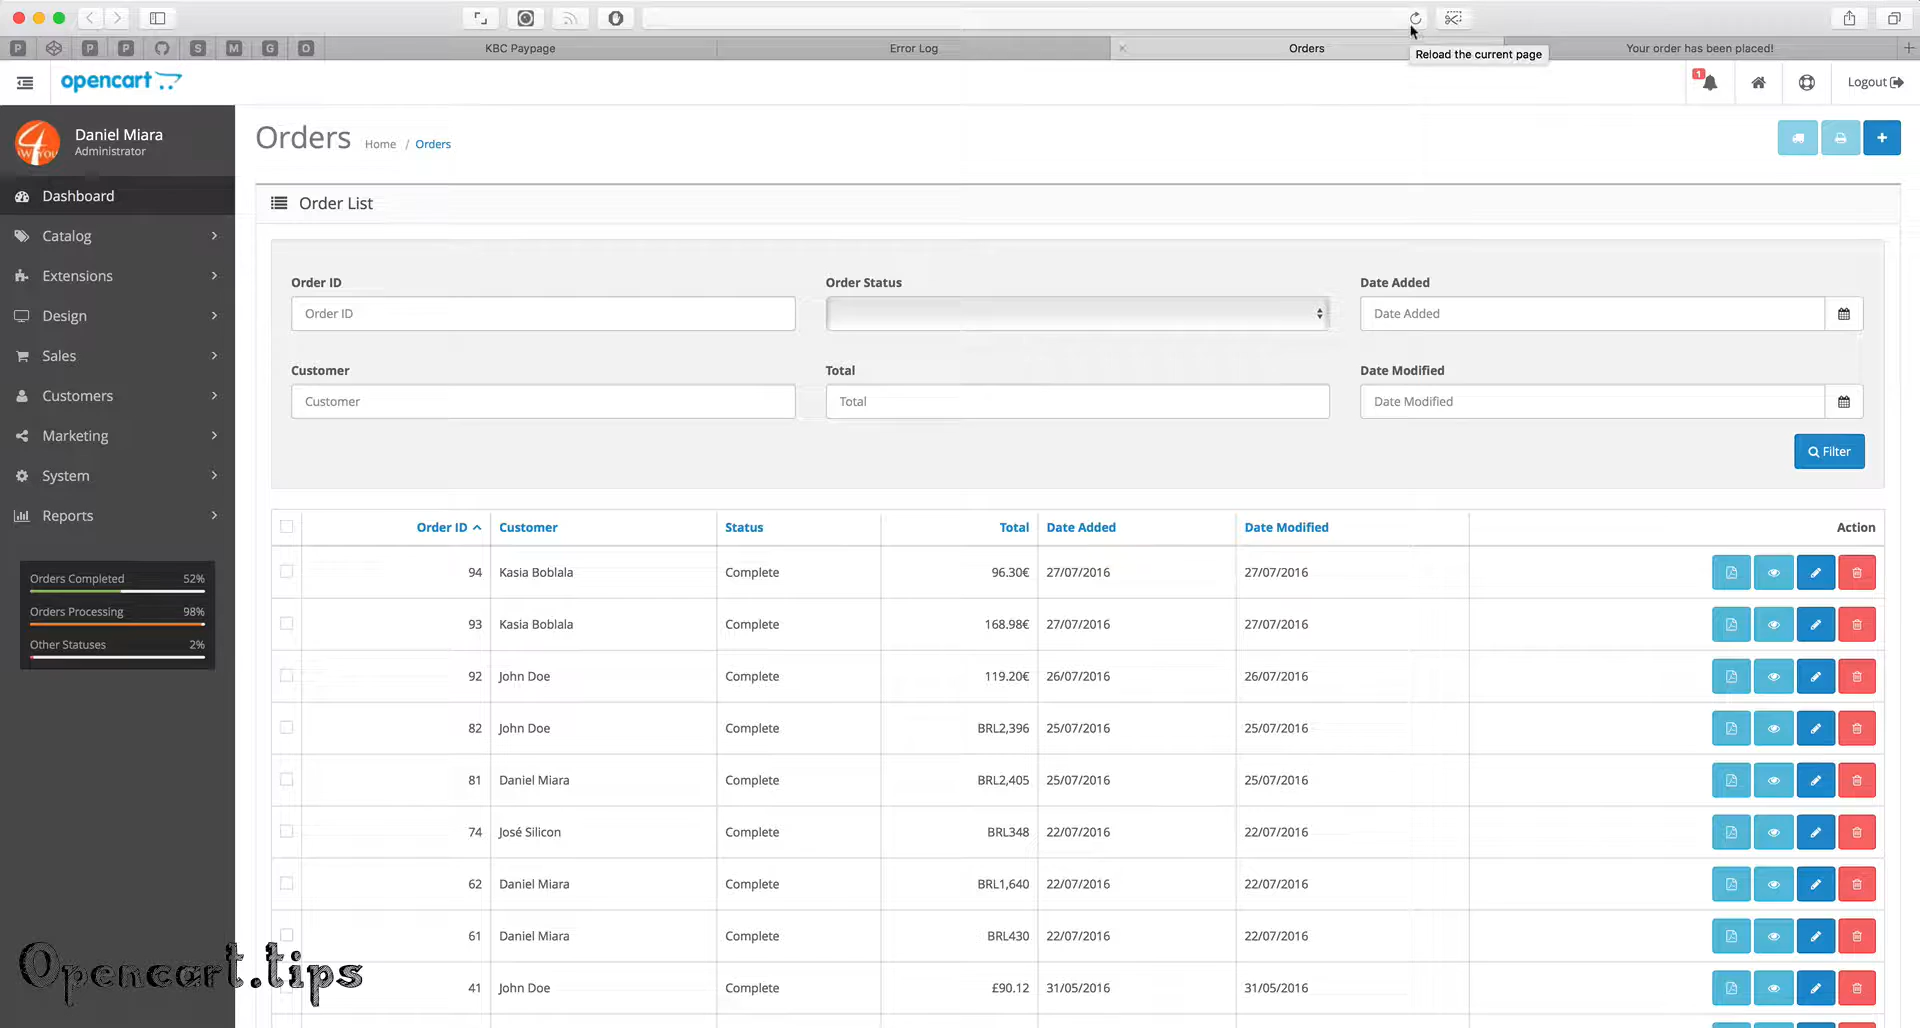 P
P
P
S
M
G
O
KBC Paypage
Error Log
Orders
Your order has been placed!
Reload the current page
opencart
1
Logout
4
Daniel Miara
Administrator
Orders
Home / Orders
Dashboard
Catalog
Extensions
Design
Sales
Customers
Marketing
System
Reports
Orders Completed 52%
Orders Processing 98%
Other Statuses 2%
Order List
Order ID
Order Status
Date Added
Order ID
Date Added
Customer
Total
Date Modified
Customer
Total
Date Modified
Filter
Order ID Customer Status Total Date Added Date Modified Action
94 Kasia Boblala Complete 96.30€ 27/07/2016 27/07/2016
93 Kasia Boblala Complete 168.98€ 27/07/2016 27/07/2016
92 John Doe Complete 119.20€ 26/07/2016 26/07/2016
82 John Doe Complete BRL2,396 25/07/2016 25/07/2016
81 Daniel Miara Complete BRL2,405 25/07/2016 25/07/2016
74 José Silicon Complete BRL348 22/07/2016 22/07/2016
62 Daniel Miara Complete BRL1,640 22/07/2016 22/07/2016
61 Daniel Miara Complete BRL430 22/07/2016 22/07/2016
41 John Doe Complete £90.12 31/05/2016 31/05/2016
Opencart.tips